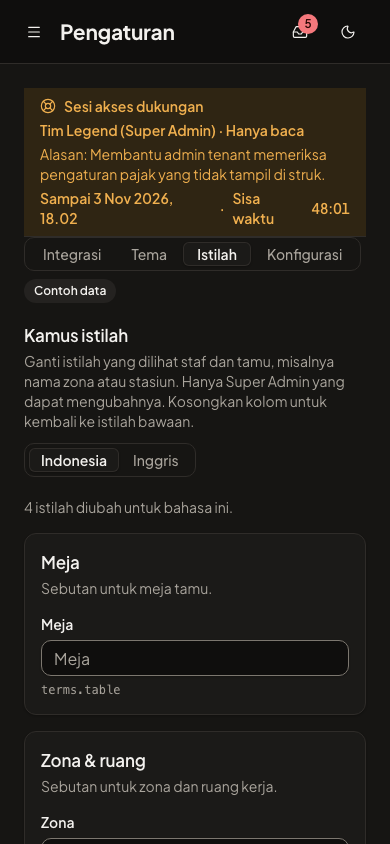 Pengaturan
5
Sesi akses dukungan
Tim Legend (Super Admin) · Hanya baca
Alasan: Membantu admin tenant memeriksa
pengaturan pajak yang tidak tampil di struk.
Sampai 3 Nov 2026, 18.02 · Sisa waktu 48:01
Integrasi Tema Istilah Konfigurasi
Contoh data
Kamus istilah
Ganti istilah yang dilihat staf dan tamu, misalnya
nama zona atau stasiun. Hanya Super Admin yang
dapat mengubahnya. Kosongkan kolom untuk
kembali ke istilah bawaan.
Indonesia Inggris
4 istilah diubah untuk bahasa ini.
Meja
Sebutan untuk meja tamu.
Meja
Meja
terms.table
Zona & ruang
Sebutan untuk zona dan ruang kerja.
Zona